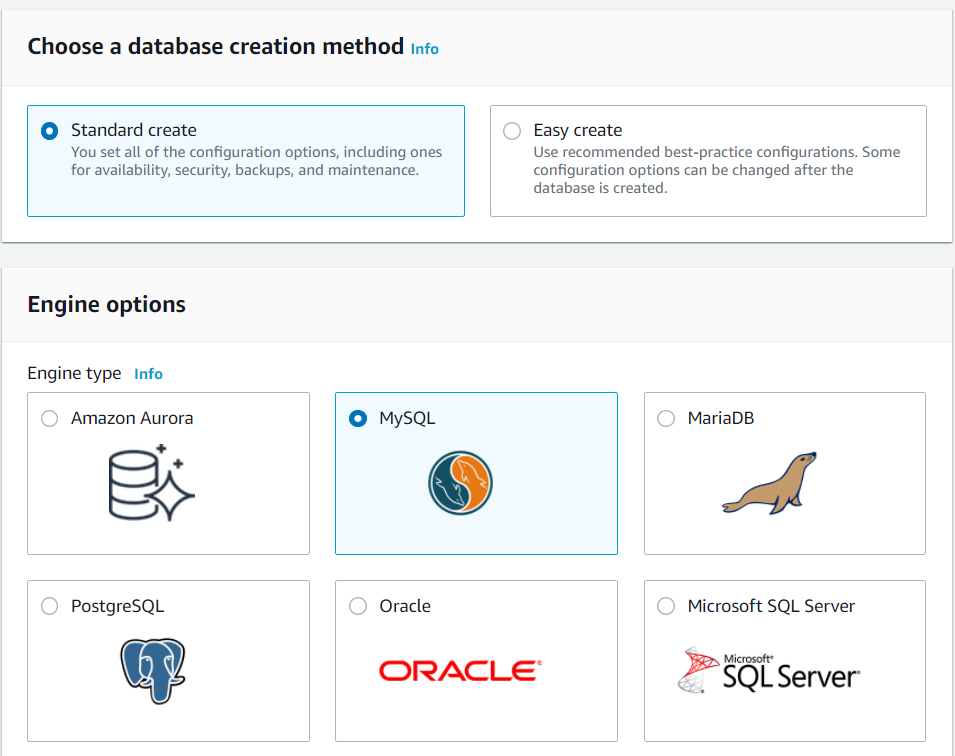 Choose a database creation method Info
Standard create
You set all of the configuration options, including ones
for availability, security, backups, and maintenance.
Easy create
Use recommended best-practice configurations. Some
configuration options can be changed after the
database is created.
Engine options
Engine type Info
Amazon Aurora
MySQL
MariaDB
PostgreSQL
Oracle
ORACLE®
Microsoft SQL Server
Microsoft®
SQL Server®